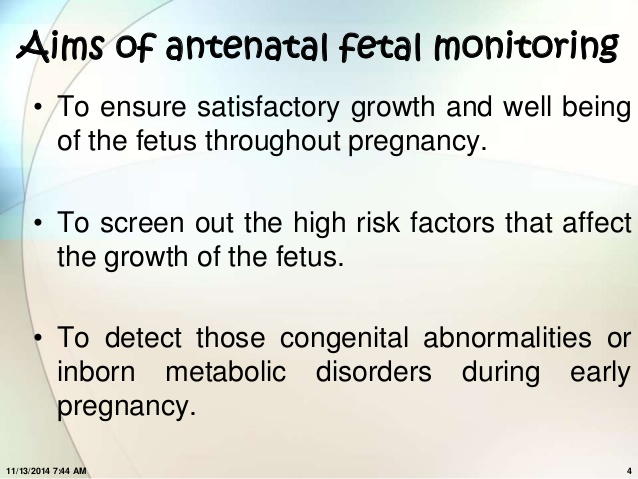 Aims of antenatal fetal monitoring
• To ensure satisfactory growth and well being
of the fetus throughout pregnancy.
• To screen out the high risk factors that affect
the growth of the fetus.
• To detect those congenital abnormalities or
inborn metabolic disorders during early
pregnancy.
11/13/2014 7:44 AM 4